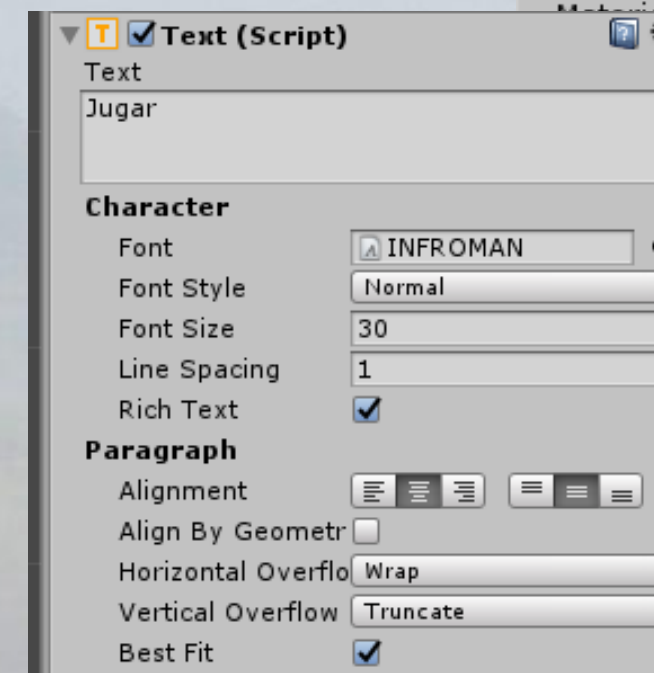 Text (Script)
Text
Jugar
Character
Font INFROMAN
Font Style Normal
Font Size 30
Line Spacing 1
Rich Text
Paragraph
Alignment
Align By Geometr
Horizontal Overflo Wrap
Vertical Overflow Truncate
Best Fit